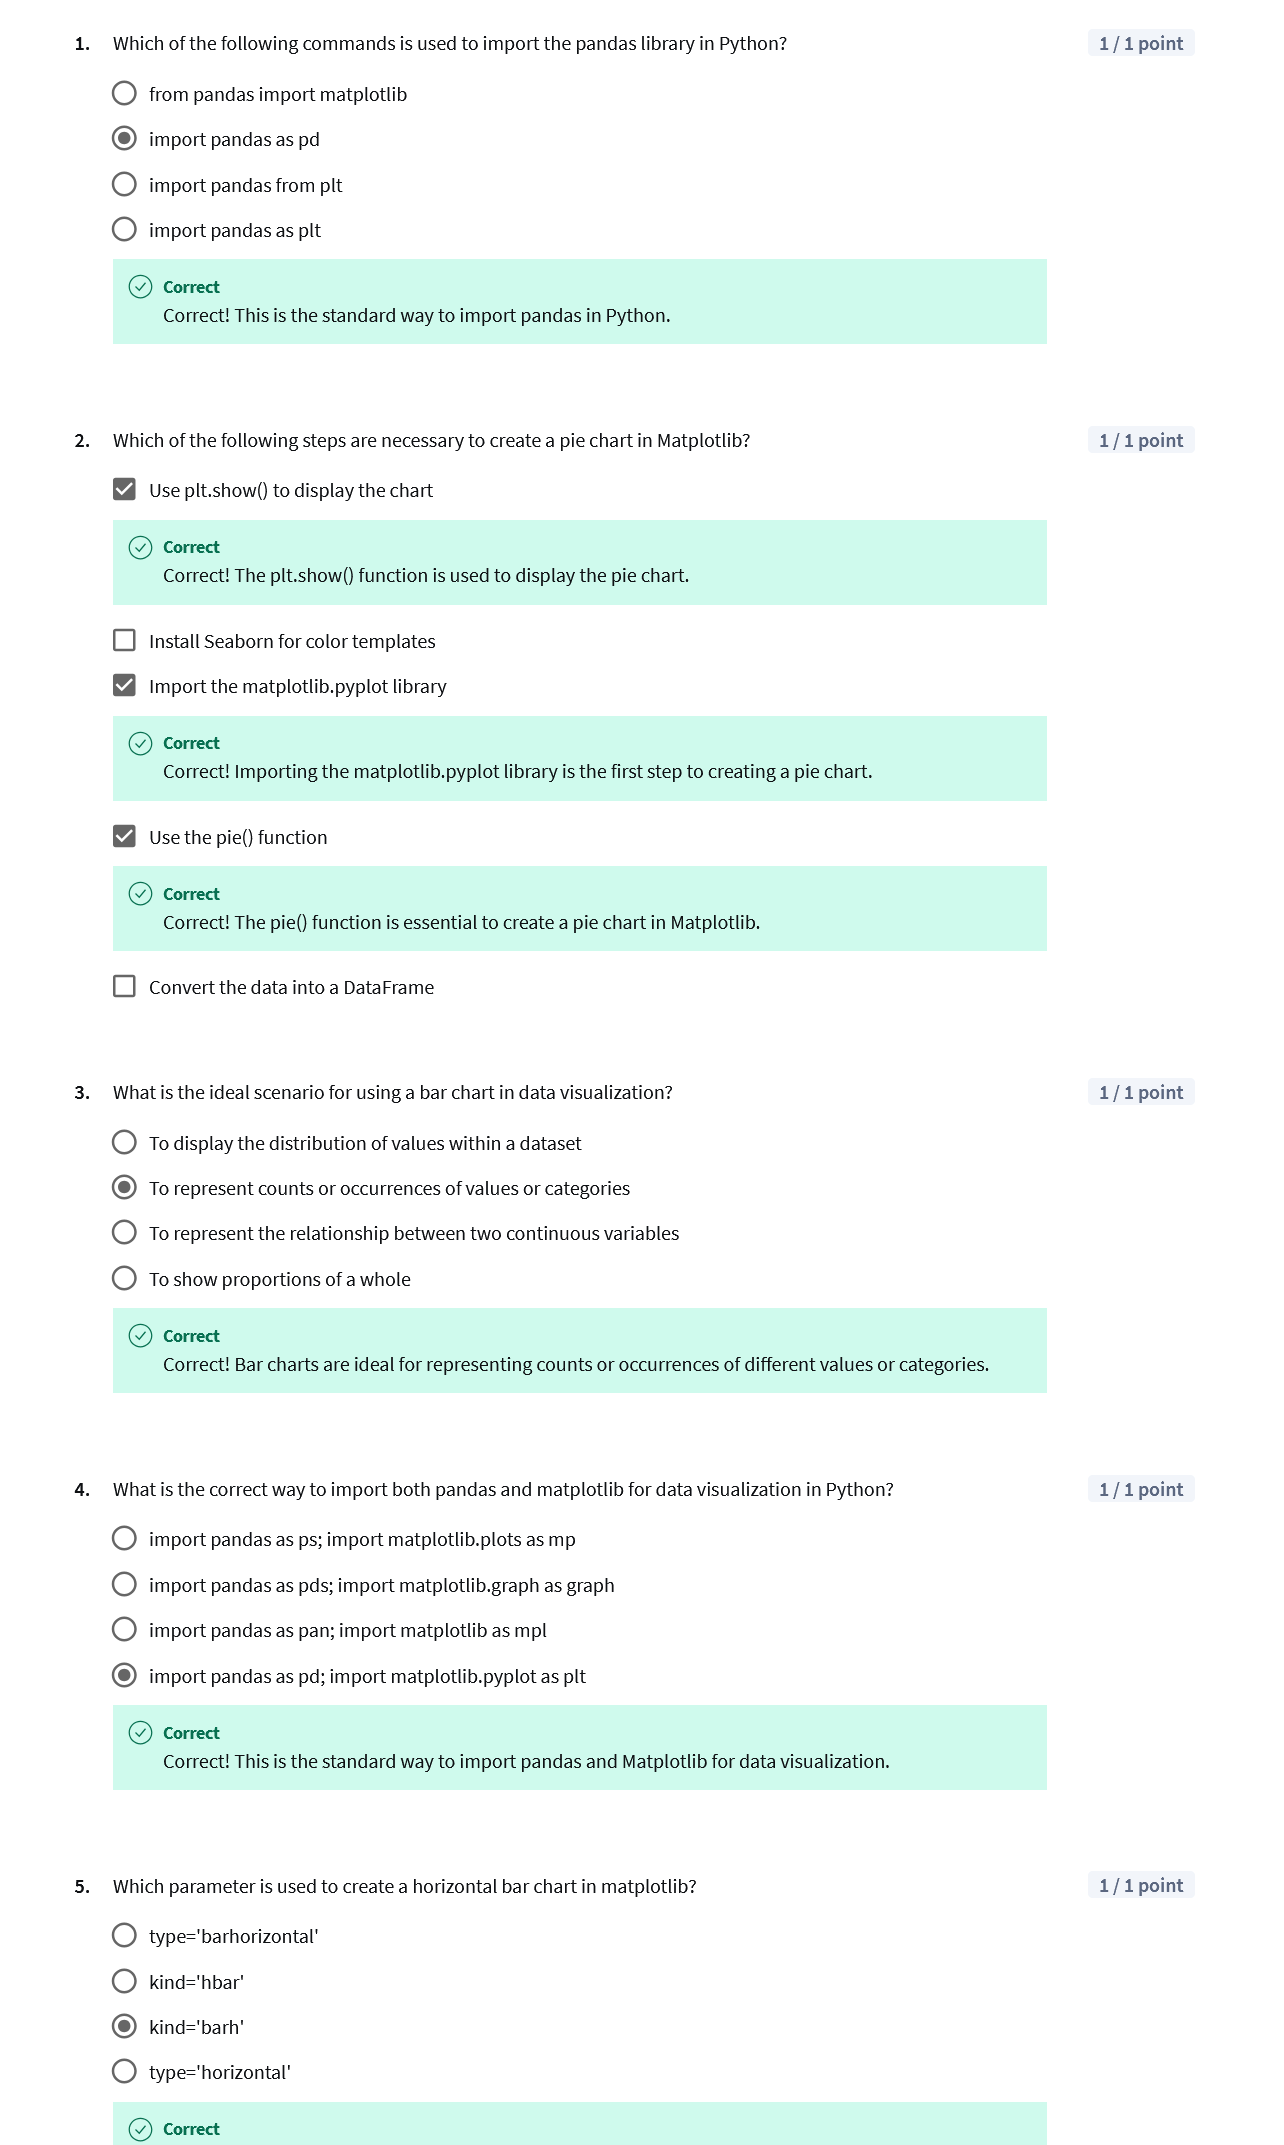 1. Which of the following commands is used to import the pandas library in Python? 1 / 1 point
from pandas import matplotlib
import pandas as pd
import pandas from plt
import pandas as plt
Correct
Correct! This is the standard way to import pandas in Python.
2. Which of the following steps are necessary to create a pie chart in Matplotlib? 1 / 1 point
Use plt.show() to display the chart
Correct
Correct! The plt.show() function is used to display the pie chart.
Install Seaborn for color templates
Import the matplotlib.pyplot library
Correct
Correct! Importing the matplotlib.pyplot library is the first step to creating a pie chart.
Use the pie() function
Correct
Correct! The pie() function is essential to create a pie chart in Matplotlib.
Convert the data into a DataFrame
3. What is the ideal scenario for using a bar chart in data visualization? 1 / 1 point
To display the distribution of values within a dataset
To represent counts or occurrences of values or categories
To represent the relationship between two continuous variables
To show proportions of a whole
Correct
Correct! Bar charts are ideal for representing counts or occurrences of different values or categories.
4. What is the correct way to import both pandas and matplotlib for data visualization in Python? 1 / 1 point
import pandas as ps; import matplotlib.plots as mp
import pandas as pds; import matplotlib.graph as graph
import pandas as pan; import matplotlib as mpl
import pandas as pd; import matplotlib.pyplot as plt
Correct
Correct! This is the standard way to import pandas and Matplotlib for data visualization.
5. Which parameter is used to create a horizontal bar chart in matplotlib? 1 / 1 point
type='barhorizontal'
kind='hbar'
kind='barh'
type='horizontal'
Correct